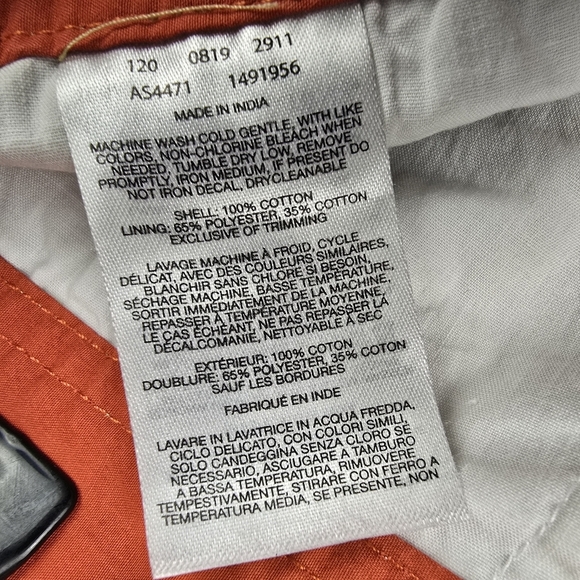 120 0819 2911
AS4471 1491956
MADE IN INDIA
MACHINE WASH COLD GENTLE, WITH LIKE
COLORS, NON-CHLORINE BLEACH WHEN
NEEDED, TUMBLE DRY LOW, REMOVE
PROMPTLY, IRON MEDIUM, IF PRESENT DO
NOT IRON DECAL, DRYCLEANABLE
SHELL: 100% COTTON
LINING: 65% POLYESTER, 35% COTTON
EXCLUSIVE OF TRIMMING
LAVAGE MACHINE À FROID, CYCLE
DÉLICAT, AVEC DES COULEURS SIMILAIRES,
BLANCHIR SANS CHLORE SI BESOIN,
SÉCHAGE MACHINE, BASSE TEMPÉRATURE,
SORTIR IMMÉDIATEMENT DE LA MACHINE,
REPASSER À TEMPÉRATURE MOYENNE,
LE CAS ÉCHÉANT, NE PAS REPASSER LA
DÉCALCOMANIE, NETTOYABLE À SEC
EXTÉRIEUR: 100% COTON
DOUBLURE: 65% POLYESTER, 35% COTON
SAUF LES BORDURES
FABRIQUÉ EN INDE
LAVARE IN LAVATRICE IN ACQUA FREDDA,
CICLO DELICATO, CON COLORI SIMILI,
SOLO CANDEGGINA SENZA CLORO SE
NECESSARIO, ASCIUGARE A TAMBURO
A BASSA TEMPERATURA, RIMUOVERE
TEMPESTIVAMENTE, STIRARE CON FERRO A
TEMPERATURA MEDIA, SE PRESENTE, NON